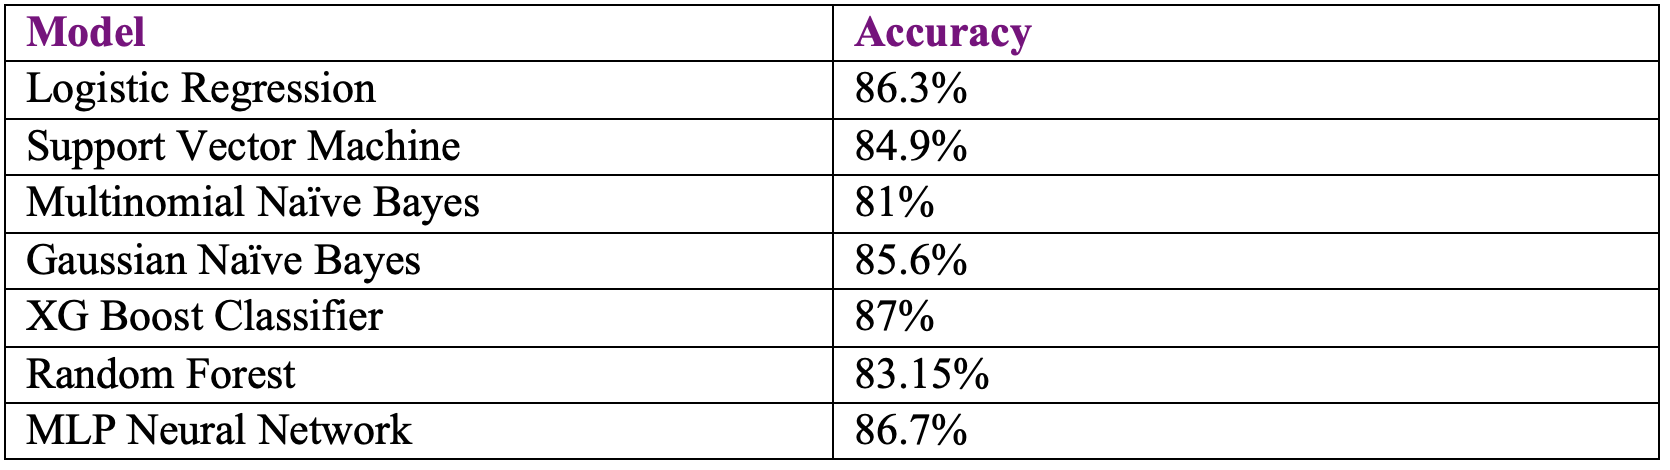 Model Accuracy
Logistic Regression 86.3%
Support Vector Machine 84.9%
Multinomial Naïve Bayes 81%
Gaussian Naïve Bayes 85.6%
XG Boost Classifier 87%
Random Forest 83.15%
MLP Neural Network 86.7%